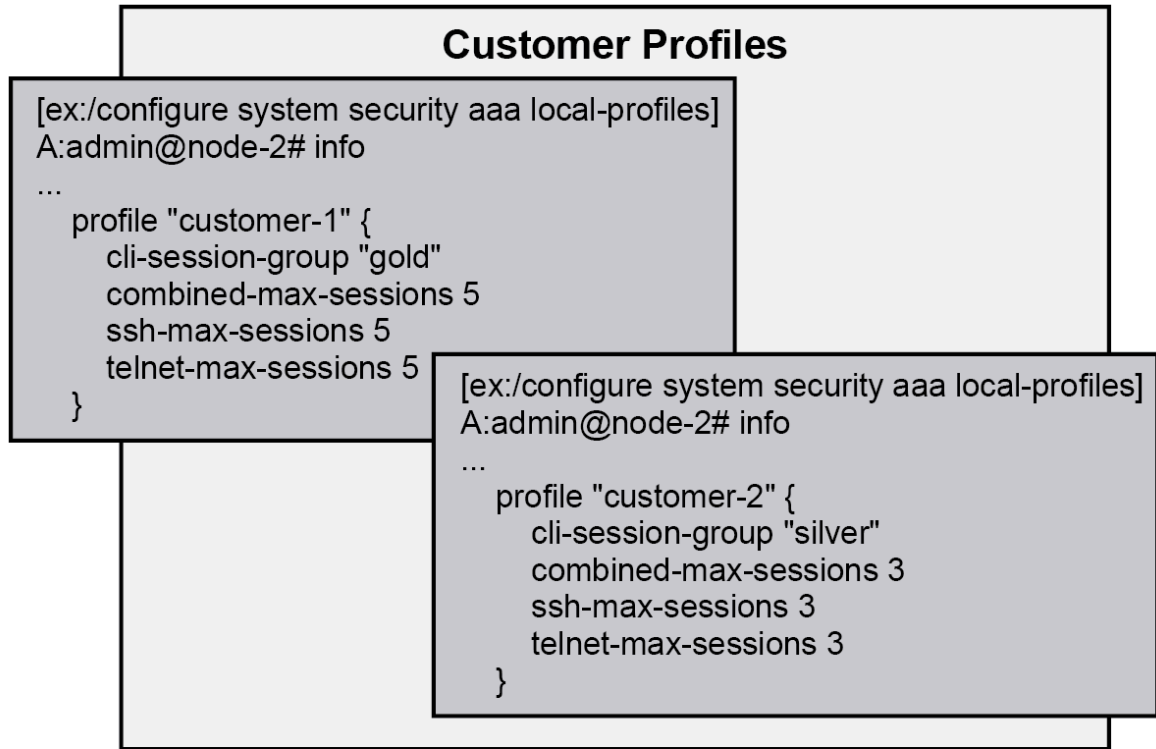 Customer Profiles
[ex:/configure system security aaa local-profiles]
A:admin@node-2# info
...
profile "customer-1" {
cli-session-group "gold"
combined-max-sessions 5
ssh-max-sessions 5
telnet-max-sessions 5
}
[ex:/configure system security aaa local-profiles]
A:admin@node-2# info
...
profile "customer-2" {
cli-session-group "silver"
combined-max-sessions 3
ssh-max-sessions 3
telnet-max-sessions 3
}